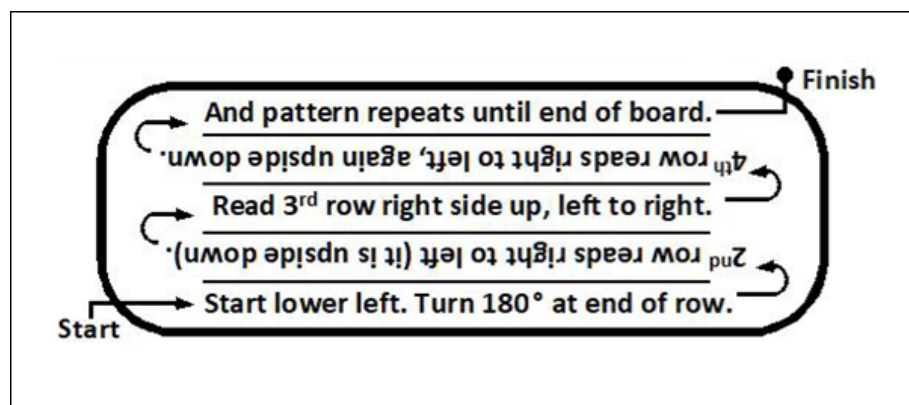 Start
Start lower left. Turn 180° at end of row.
2nd row reads right to left (it is upside down).
Read 3rd row right side up, left to right.
4th row reads right to left, again upside down.
And pattern repeats until end of board.
Finish